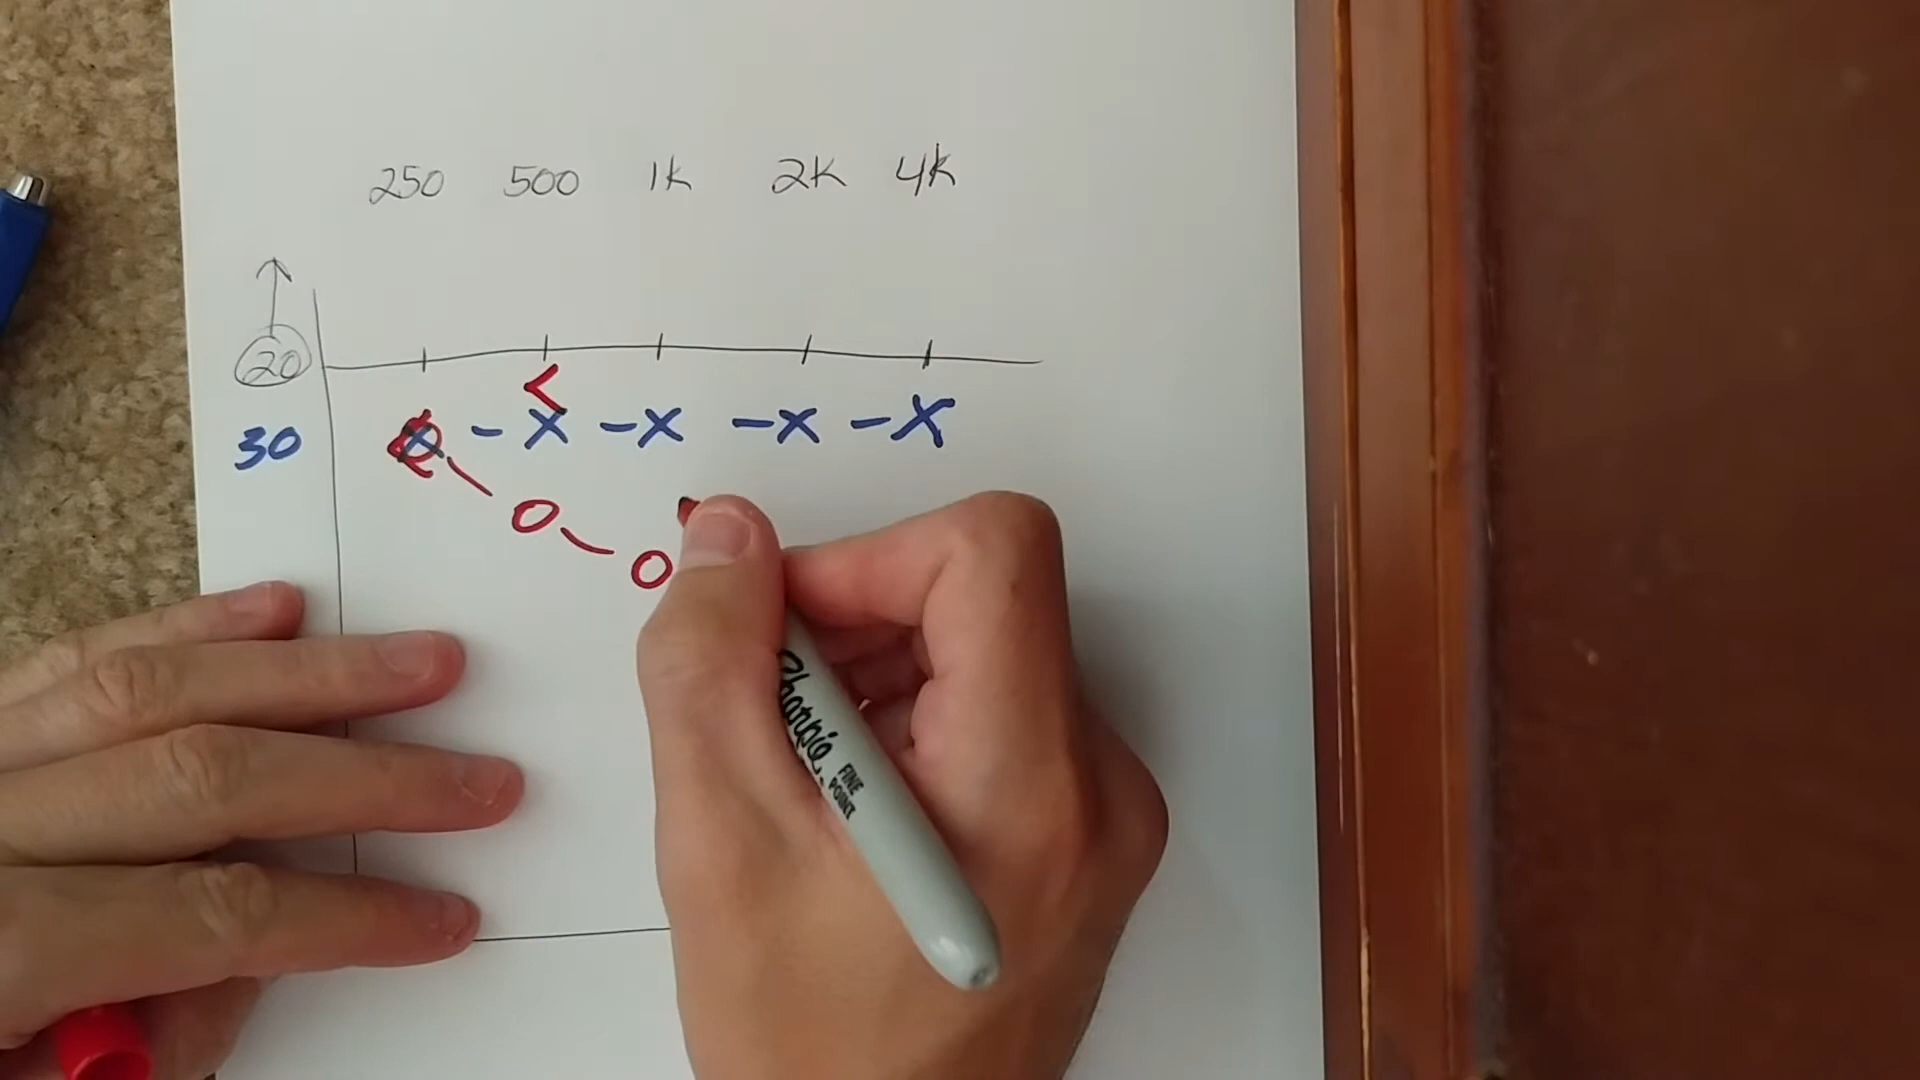 250 500 1k 2k 4k
20
<
30 x - x - x - x - x
O - O - O
Sharpie.
FINE
POINT